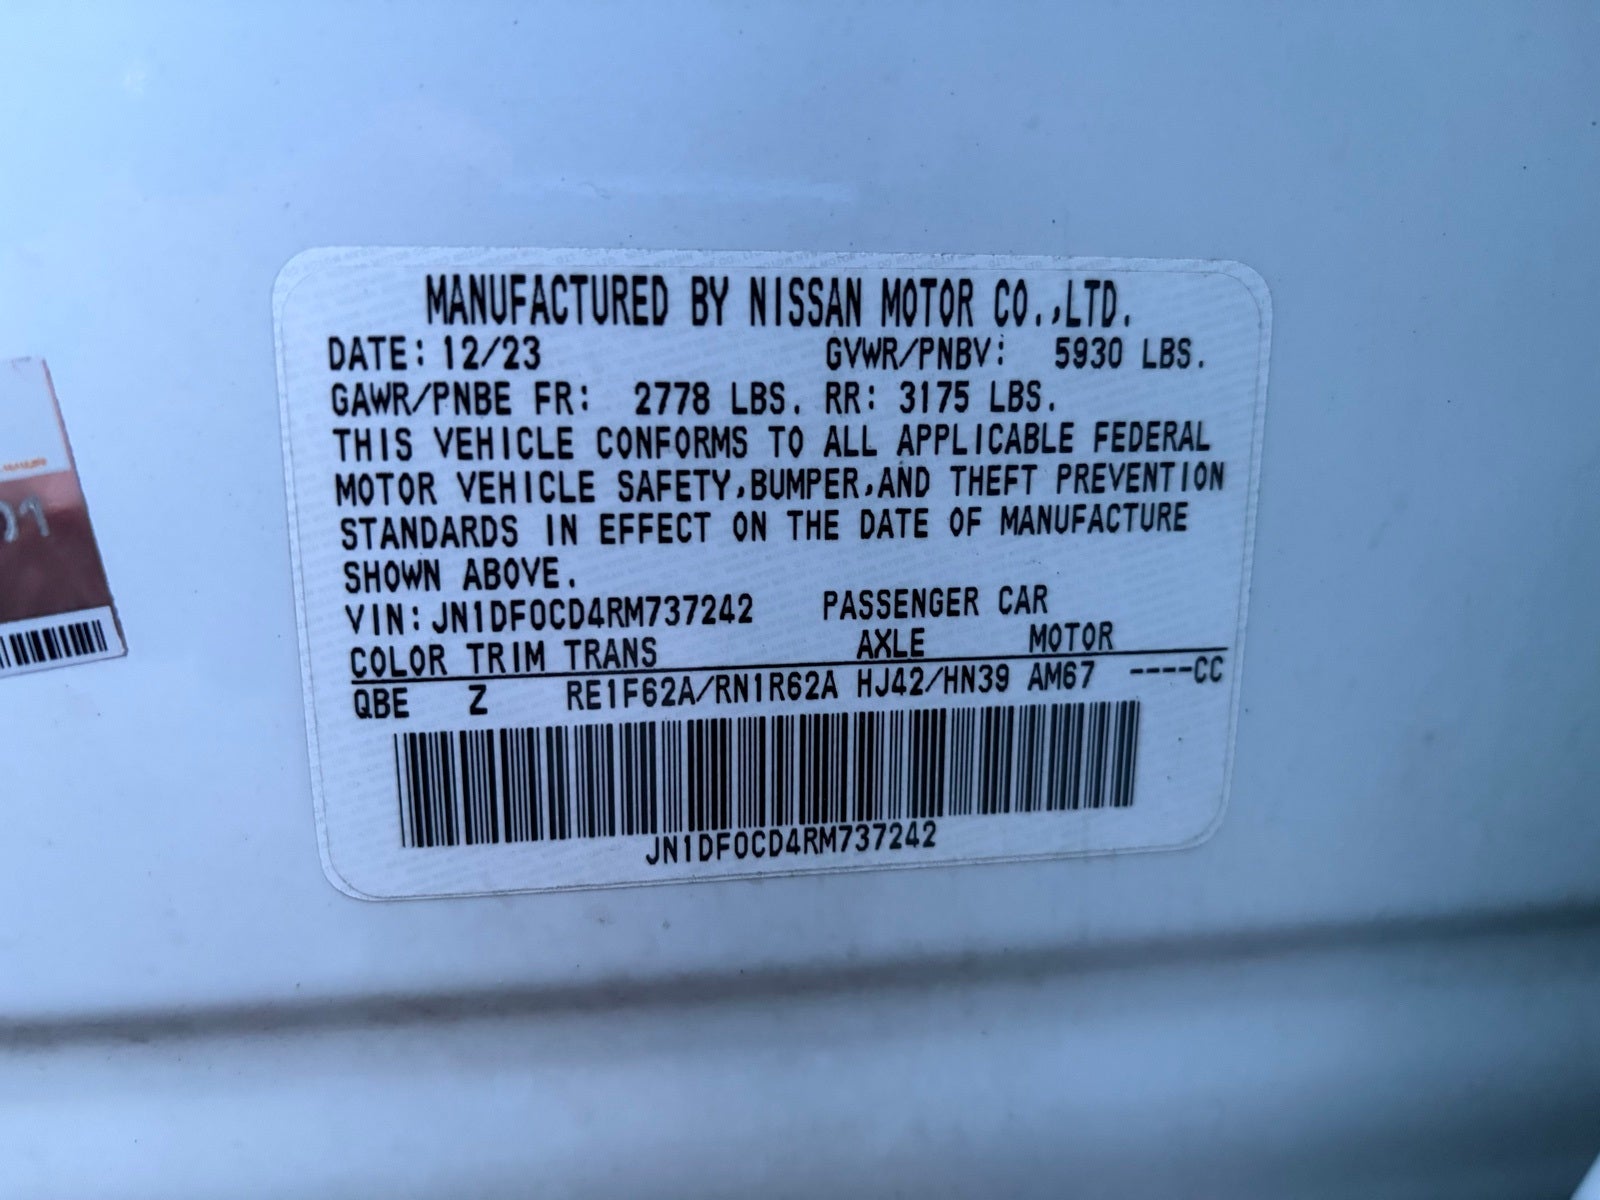 MANUFACTURED BY NISSAN MOTOR CO.,LTD.
DATE: 12/23 GVWR/PNBV: 5930 LBS.
GAWR/PNBE FR: 2778 LBS. RR: 3175 LBS.
THIS VEHICLE CONFORMS TO ALL APPLICABLE FEDERAL
MOTOR VEHICLE SAFETY,BUMPER,AND THEFT PREVENTION
STANDARDS IN EFFECT ON THE DATE OF MANUFACTURE
SHOWN ABOVE.
VIN:JN1DF0CD4RM737242 PASSENGER CAR
COLOR TRIM TRANS AXLE MOTOR
QBE Z RE1F62A/RN1R62A HJ42/HN39 AM67 ----CC
JN1DF0CD4RM737242